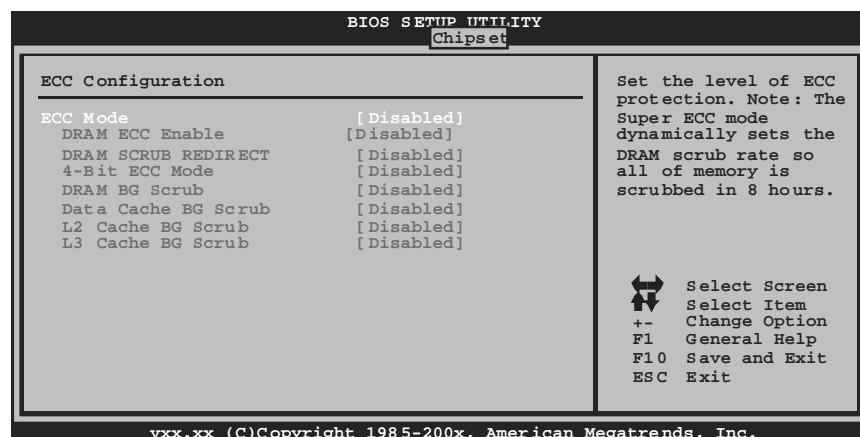 BIOS SETUP UTILITY
Chipset
ECC Configuration
ECC Mode [Disabled]
DRAM ECC Enable [Disabled]
DRAM SCRUB REDIRECT [Disabled]
4-Bit ECC Mode [Disabled]
DRAM BG Scrub [Disabled]
Data Cache BG Scrub [Disabled]
L2 Cache BG Scrub [Disabled]
L3 Cache BG Scrub [Disabled]
Set the level of ECC
protection. Note: The
Super ECC mode
dynamically sets the
DRAM scrub rate so
all of memory is
scrubbed in 8 hours.
Select Screen
Select Item
+- Change Option
F1 General Help
F10 Save and Exit
ESC Exit
vxx.xx (C)Copyright 1985-200x, American Megatrends, Inc.